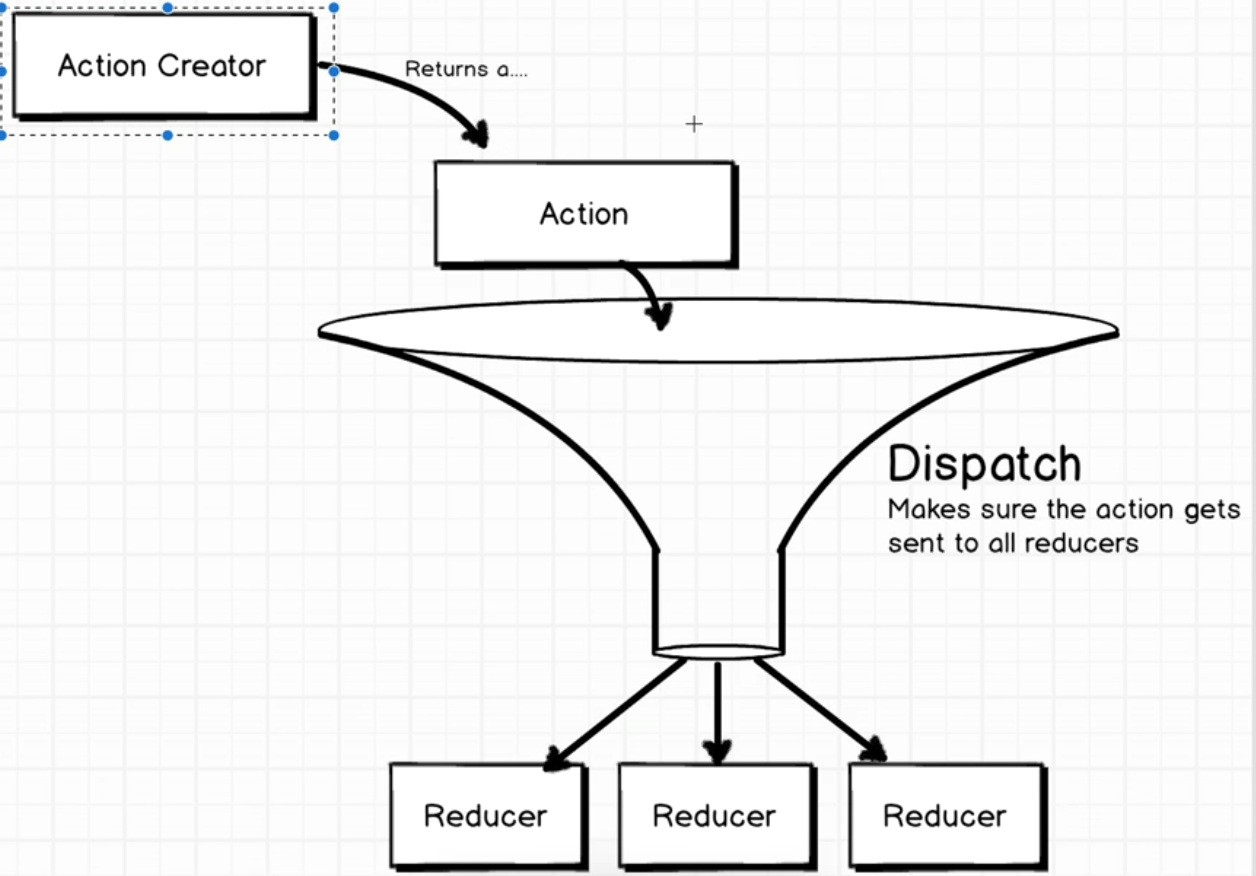 Action Creator
Returns a....
Action
Dispatch
Makes sure the action gets
sent to all reducers
Reducer
Reducer
Reducer